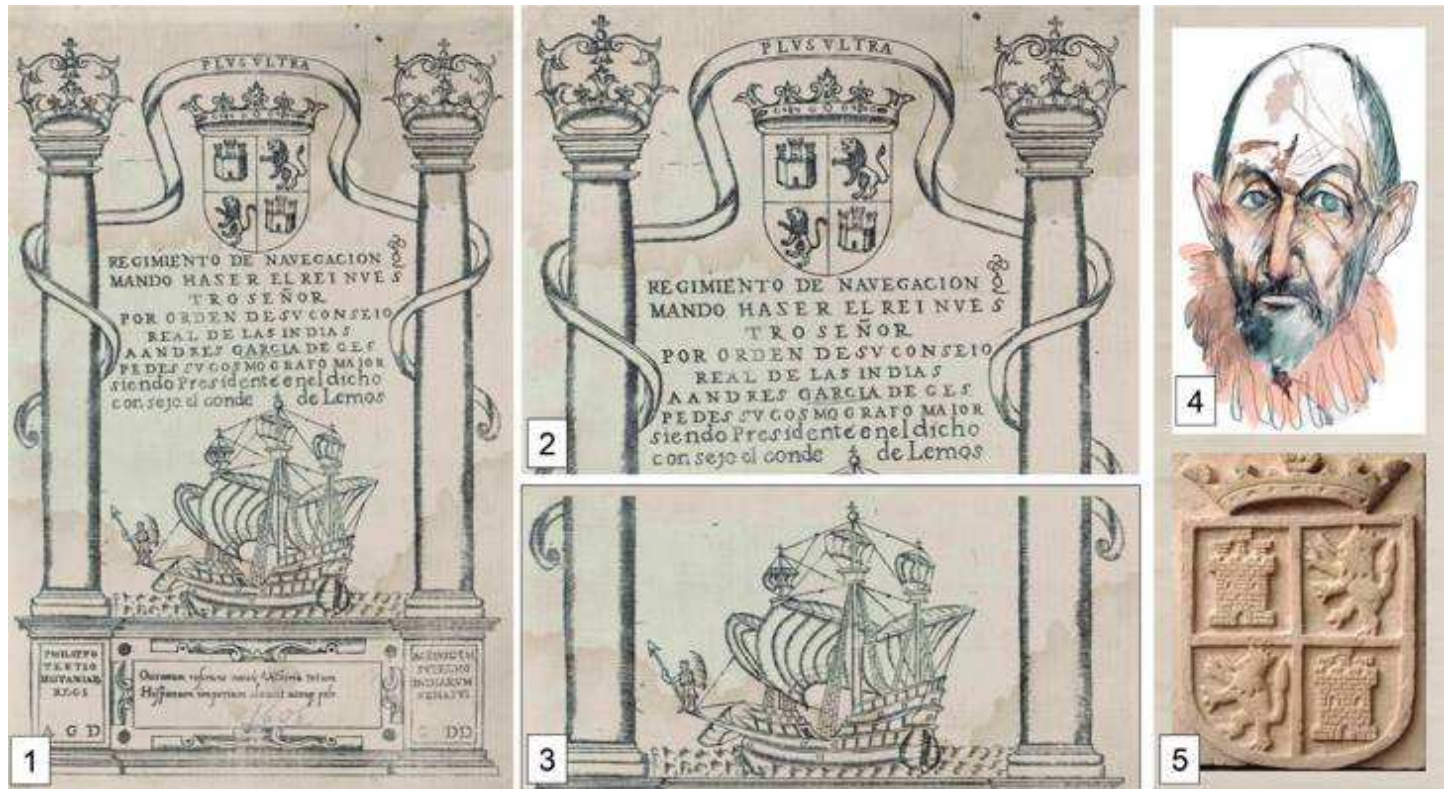 PLVS VLTRA
REGIMIENTO DE NAVEGACION
MANDO HASER EL REI NVES
TRO SEÑOR
POR ORDEN DE SV CONSEIO
REAL DE LAS INDIAS
A ANDRES GARCIA DE CES
PEDES SV COSMOGRAFO MAIOR
siendo Presidente en el dicho
consejo el conde de Lemos
PHILIPPO
TERTIO
HISPANIAR,
REGI
A G D
Hispanum imperium
SENATVI
DD
1
PLVS VLTRA
REGIMIENTO DE NAVEGACION
MANDO HASER EL REI NVES
TRO SEÑOR
POR ORDEN DE SV CONSEIO
REAL DE LAS INDIAS
A ANDRES GARCIA DE CES
PEDES SV COSMOGRAFO MAIOR
siendo Presidente en el dicho
consejo el conde de Lemos
2
3
4
5